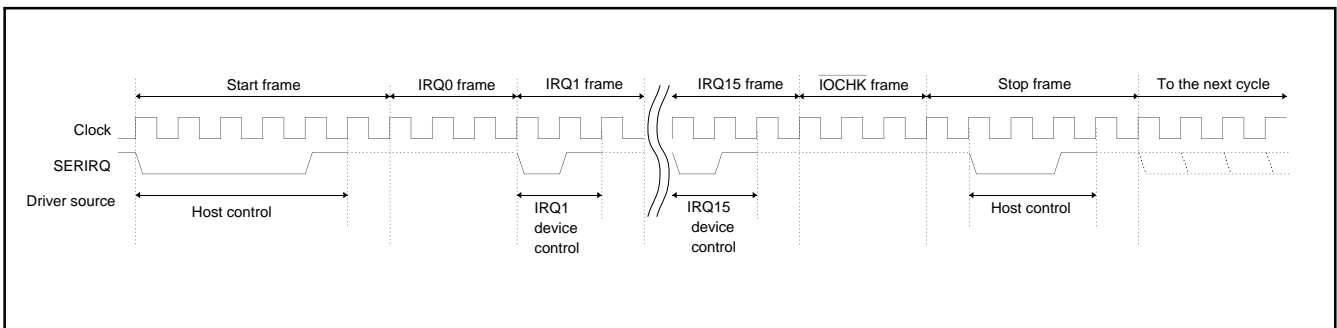 Start frame
IRQ0 frame
IRQ1 frame
IRQ15 frame
IOCHK frame
Stop frame
To the next cycle
Clock
SERIRQ
Driver source
Host control
IRQ1
device
control
IRQ15
device
control
Host control